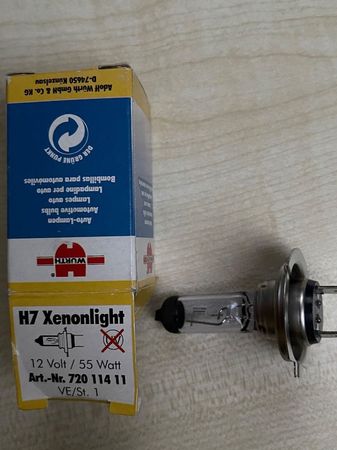 Adolf Würth GmbH & Co. KG
D-74650 Künzelsau
DER GRÜNE PUNKT
Auto-Lampen
Automotive bulbs
Lampes auto
Lampadine per auto
Bombillas para automóviles
WÜRTH
H7 Xenonlight
12 Volt / 55 Watt
Art.-Nr. 720 114 11
VE/St. 1